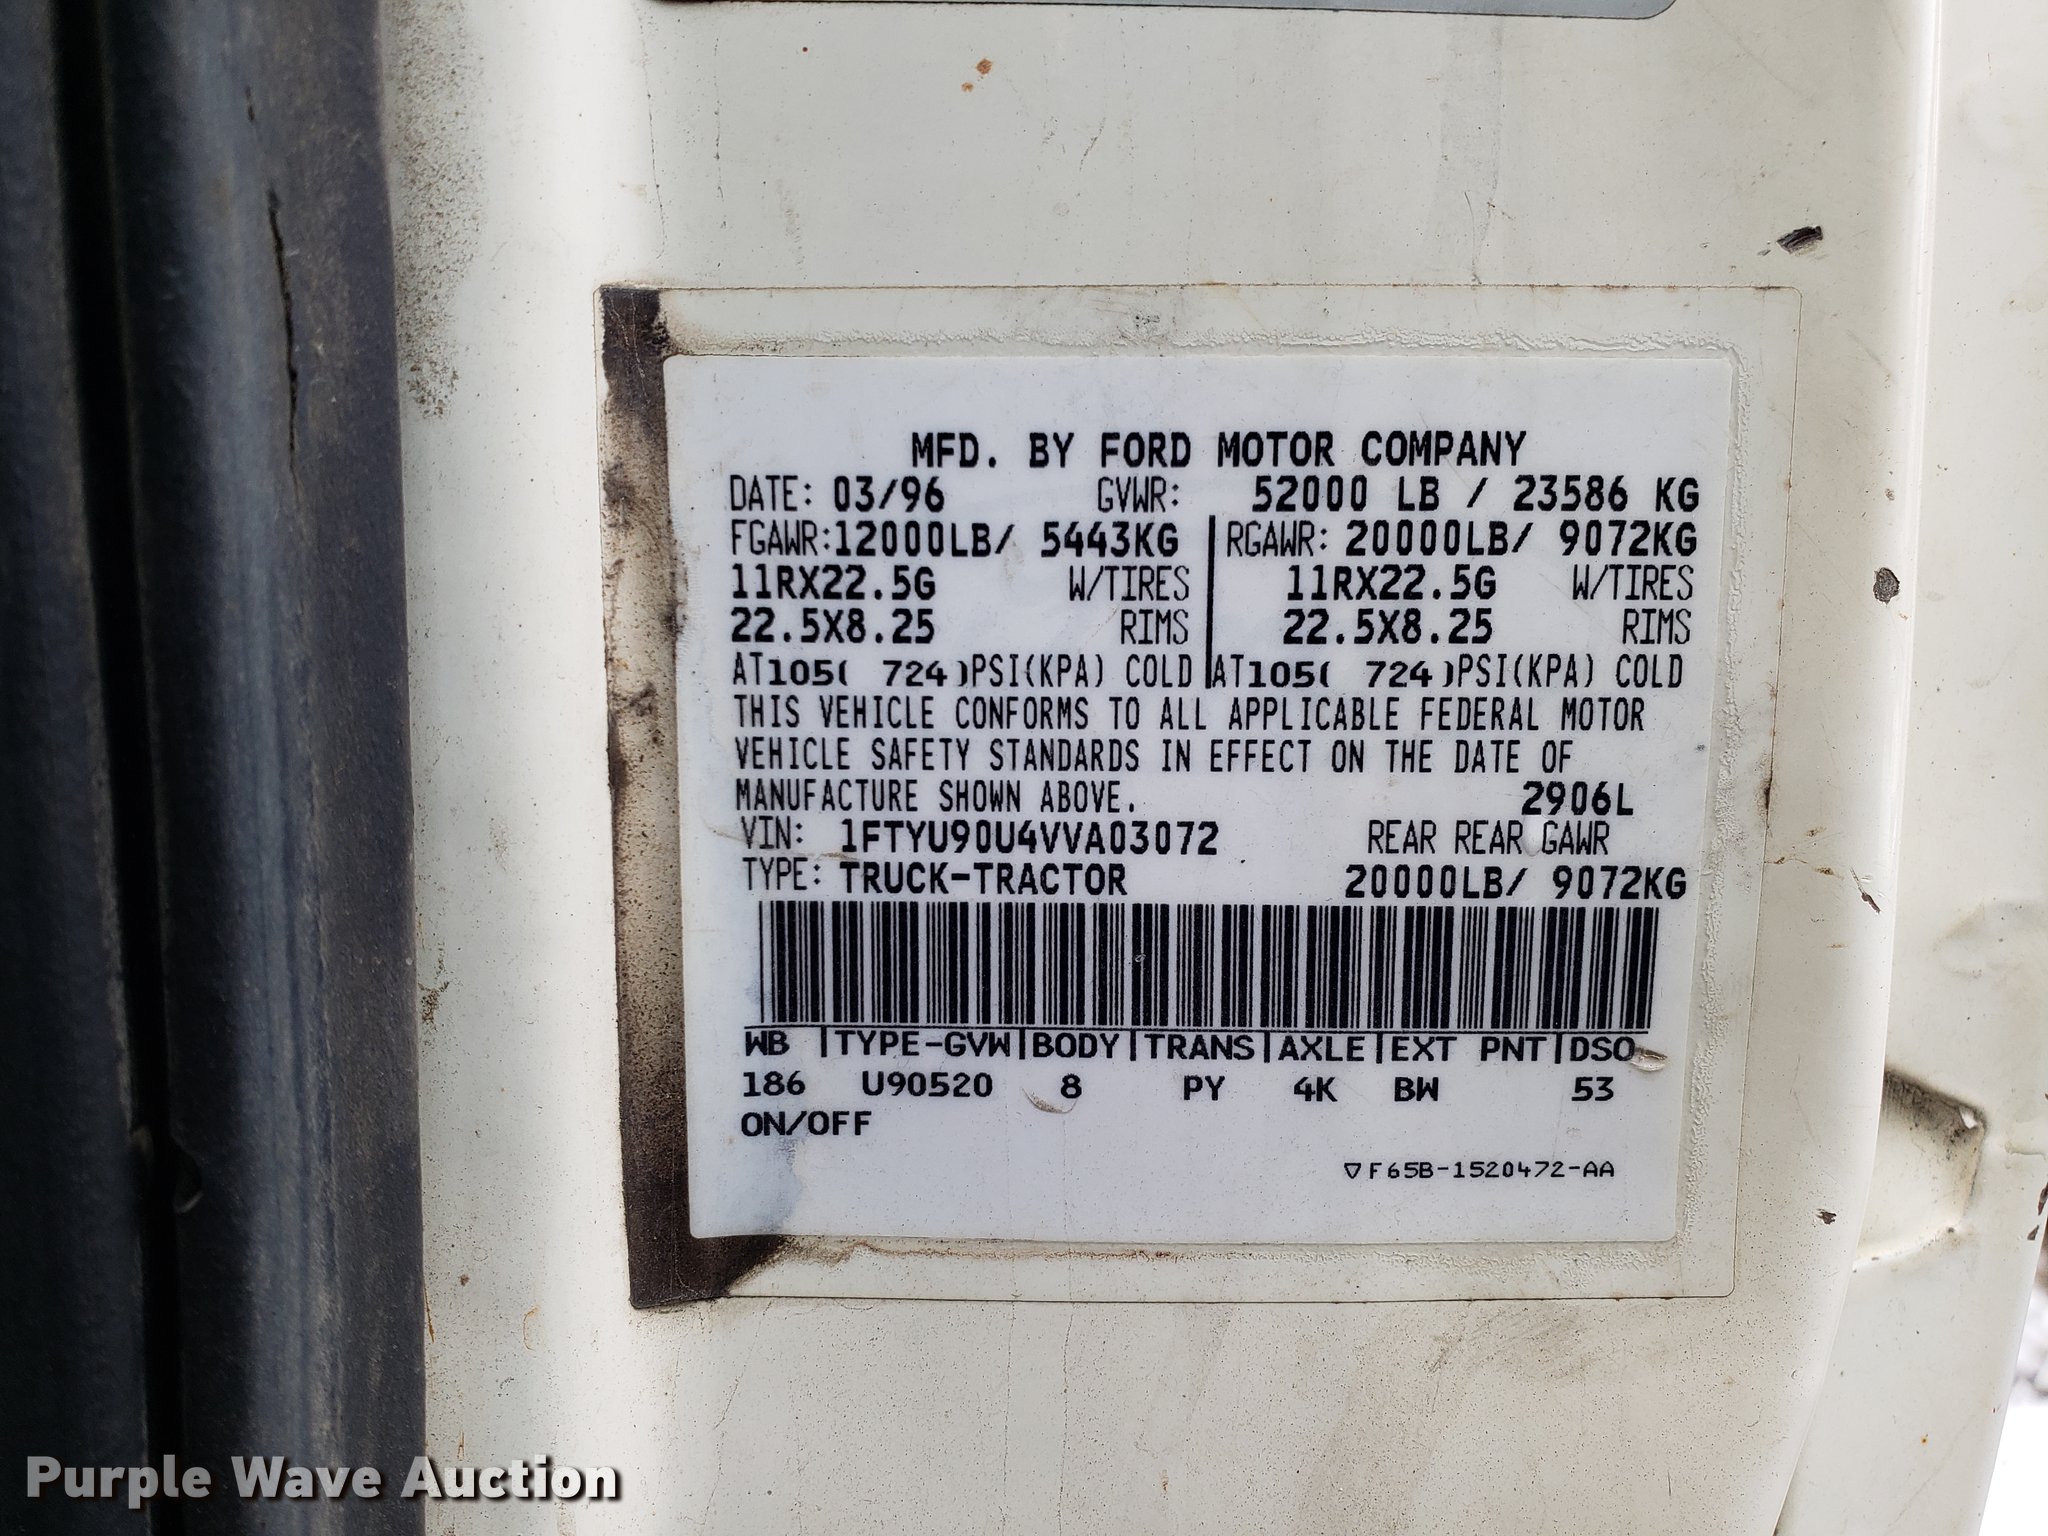 MFD. BY FORD MOTOR COMPANY
DATE: 03/96 GVWR: 52000 LB / 23586 KG
FGAWR:12000LB/ 5443KG RGAWR: 20000LB/ 9072KG
11RX22.5G W/TIRES 11RX22.5G W/TIRES
22.5X8.25 RIMS 22.5X8.25 RIMS
AT105( 724)PSI(KPA) COLD AT105( 724)PSI(KPA) COLD
THIS VEHICLE CONFORMS TO ALL APPLICABLE FEDERAL MOTOR
VEHICLE SAFETY STANDARDS IN EFFECT ON THE DATE OF
MANUFACTURE SHOWN ABOVE. 2906L
VIN: 1FTYU90U4VVA03072 REAR REAR GAWR
TYPE: TRUCK-TRACTOR 20000LB/ 9072KG
WB |TYPE-GVW|BODY|TRANS|AXLE|EXT PNT|DSO
186 U90520 8 PY 4K BW 53
ON/OFF
▽F65B-1520472-AA
Purple Wave Auction